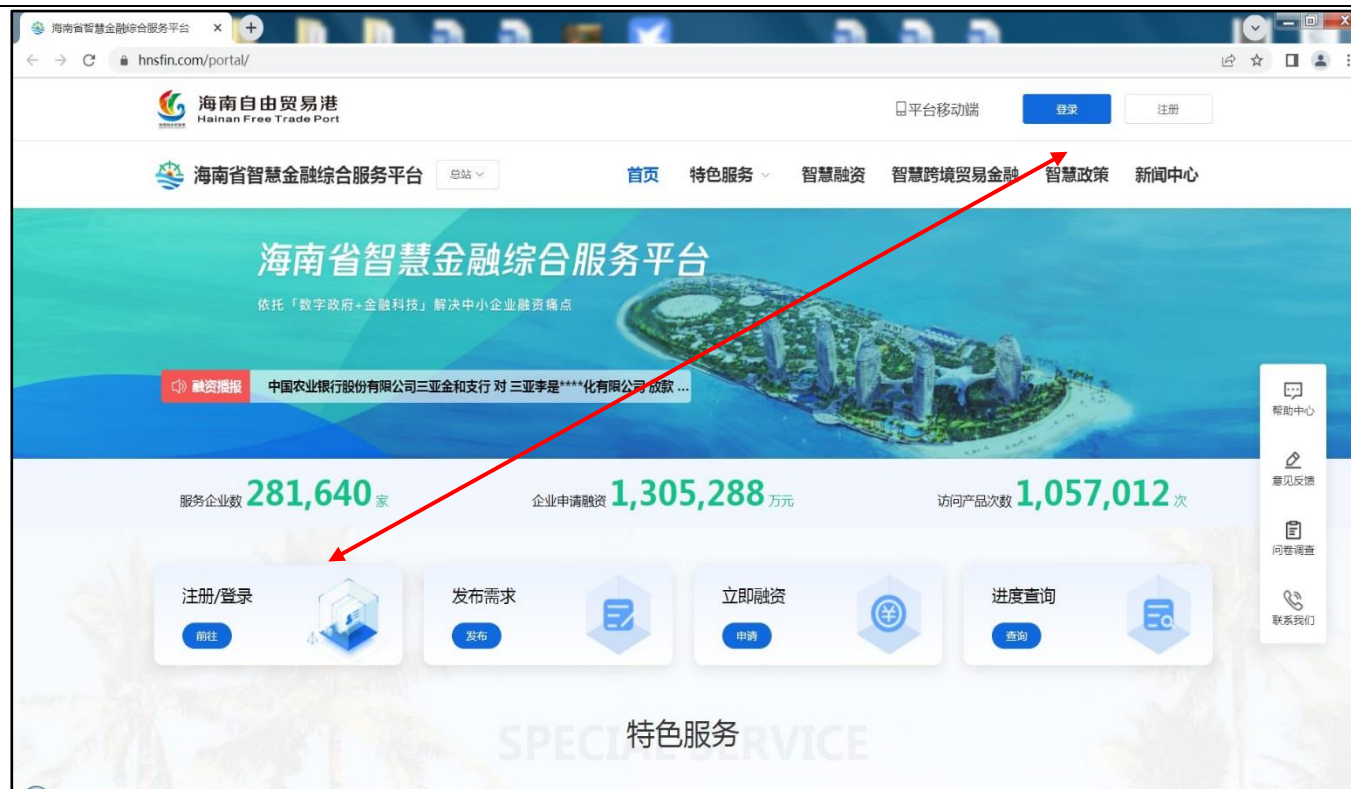 海南省智慧金融综合服务平台
hnsfin.com/portal/
海南自由贸易港
Hainan Free Trade Port
平台移动端 登录 注册
海南省智慧金融综合服务平台 总站 首页 特色服务 智慧融资 智慧跨境贸易金融 智慧政策 新闻中心
海南省智慧金融综合服务平台
依托「数字政府+金融科技」解决中小企业融资痛点
融资播报 中国农业银行股份有限公司三亚金和支行 对 三亚李是****化有限公司 放款 ...
帮助中心
意见反馈
问卷调查
联系我们
服务企业数 281,640 家 企业申请融资 1,305,288 万元 访问产品次数 1,057,012 次
注册/登录 发布需求 立即融资 进度查询
前往 发布 申请 查询
SPECIAL SERVICE
特色服务